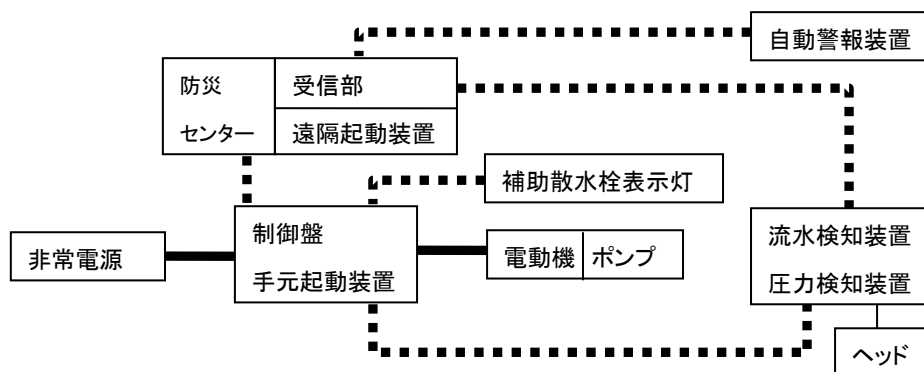 自動警報装置
防災
センター
受信部
遠隔起動装置
補助散水栓表示灯
非常電源
制御盤
手元起動装置
電動機
ポンプ
流水検知装置
圧力検知装置
ヘッド